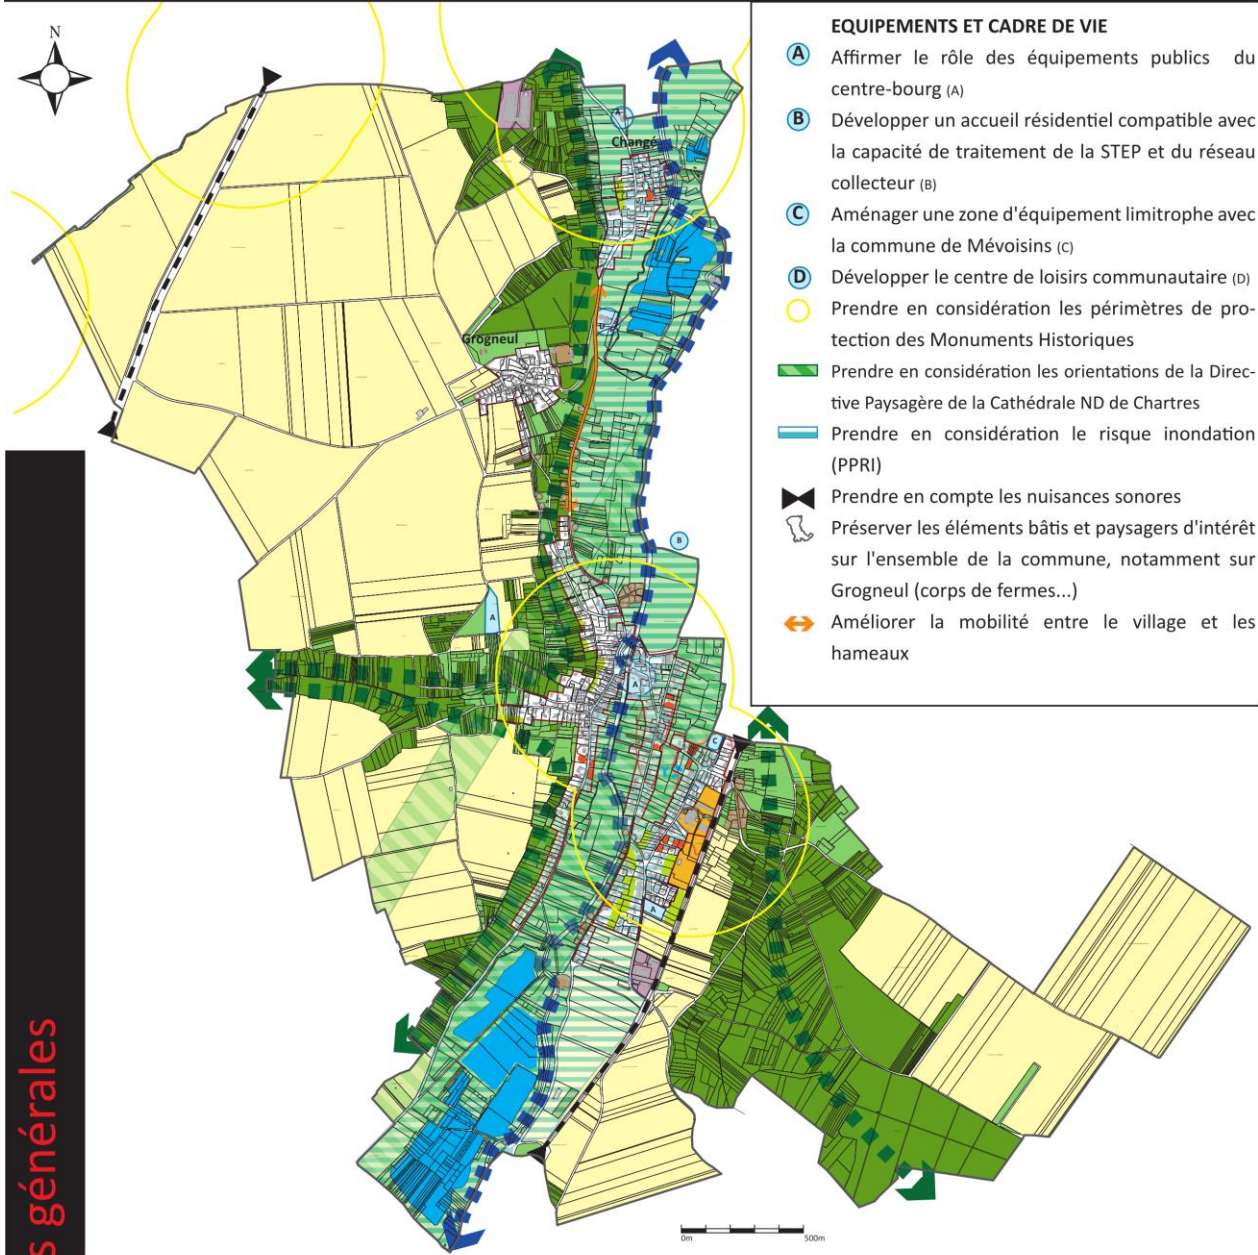 N
EQUIPEMENTS ET CADRE DE VIE
A Affirmer le rôle des équipements publics du
centre-bourg (A)
B Développer un accueil résidentiel compatible avec
la capacité de traitement de la STEP et du réseau
collecteur (B)
C Aménager une zone d'équipement limitrophe avec
la commune de Mévoisins (C)
D Développer le centre de loisirs communautaire (D)
Prendre en considération les périmètres de pro-
tection des Monuments Historiques
Prendre en considération les orientations de la Direc-
tive Paysagère de la Cathédrale ND de Chartres
Prendre en considération le risque inondation
(PPRI)
Prendre en compte les nuisances sonores
Préserver les éléments bâtis et paysagers d'intérêt
sur l'ensemble de la commune, notamment sur
Grogneul (corps de fermes...)
Améliorer la mobilité entre le village et les
hameaux
Changé
Grogneul
B
A
A
C
A
0m
500m
s générales